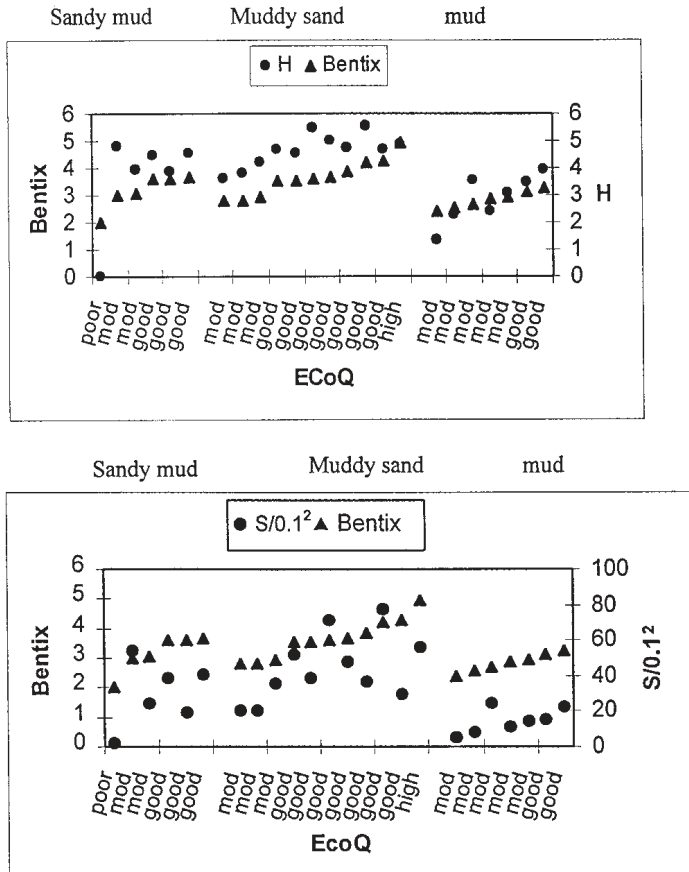 Sandy mud Muddy sand mud
H Bentix
6 6
5 5
4 4
3 3
2 2
1 1
0 0
Bentix
H
poor mod mod good good good mod mod mod good good good good good good good high mod mod mod mod mod good good
ECoQ
Sandy mud Muddy sand mud
S/0.1² Bentix
6 100
5 80
4 60
3
2 40
1 20
0 0
Bentix
S/0.1²
poor mod mod good good good mod mod mod good good good good good good good high mod mod mod mod mod good good
EcoQ